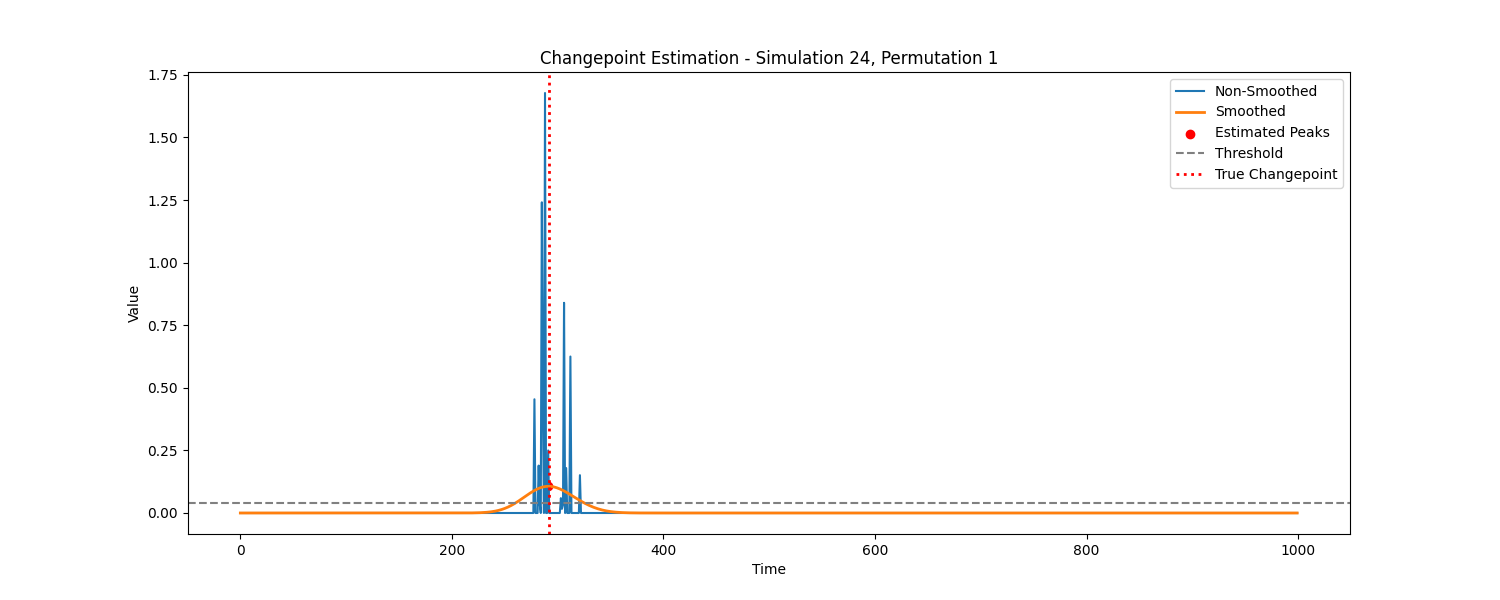 Changepoint Estimation - Simulation 24, Permutation 1
1.75
1.50
1.25
1.00
0.75
0.50
0.25
0.00
Value
Non-Smoothed
Smoothed
Estimated Peaks
Threshold
True Changepoint
0 200 400 600 800 1000
Time